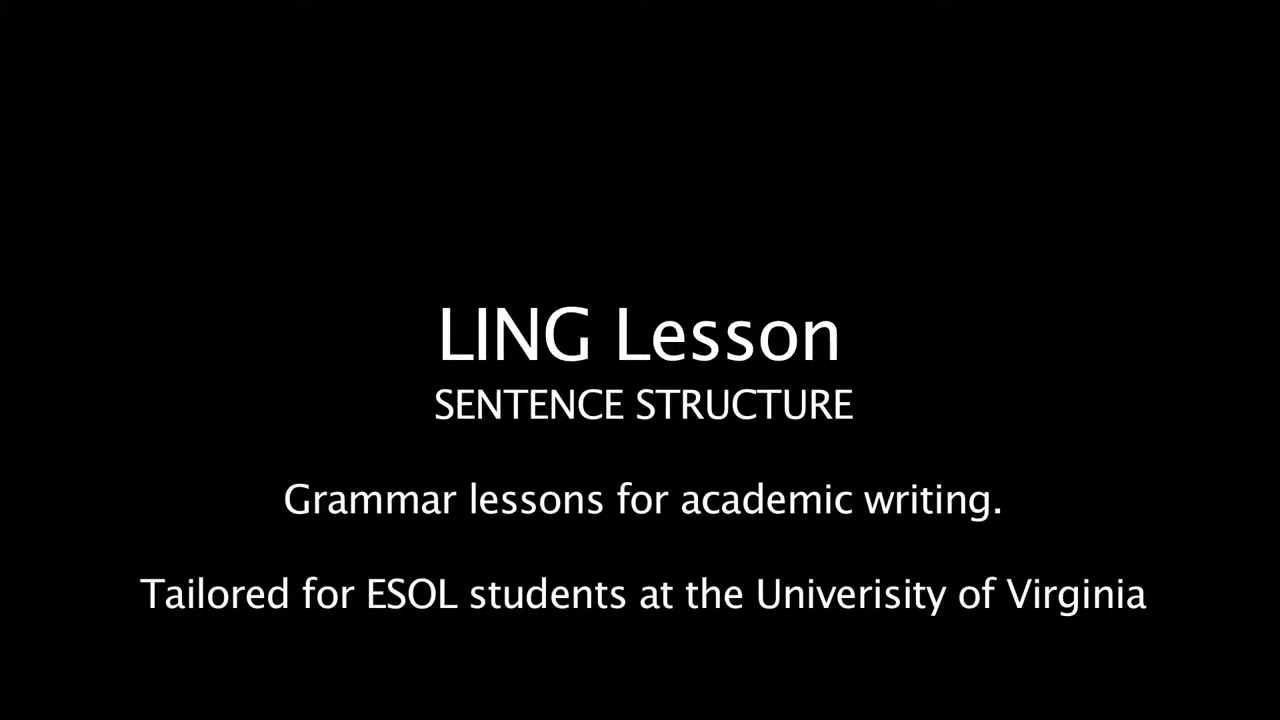 LING Lesson
SENTENCE STRUCTURE
Grammar lessons for academic writing.
Tailored for ESOL students at the Univerisity of Virginia